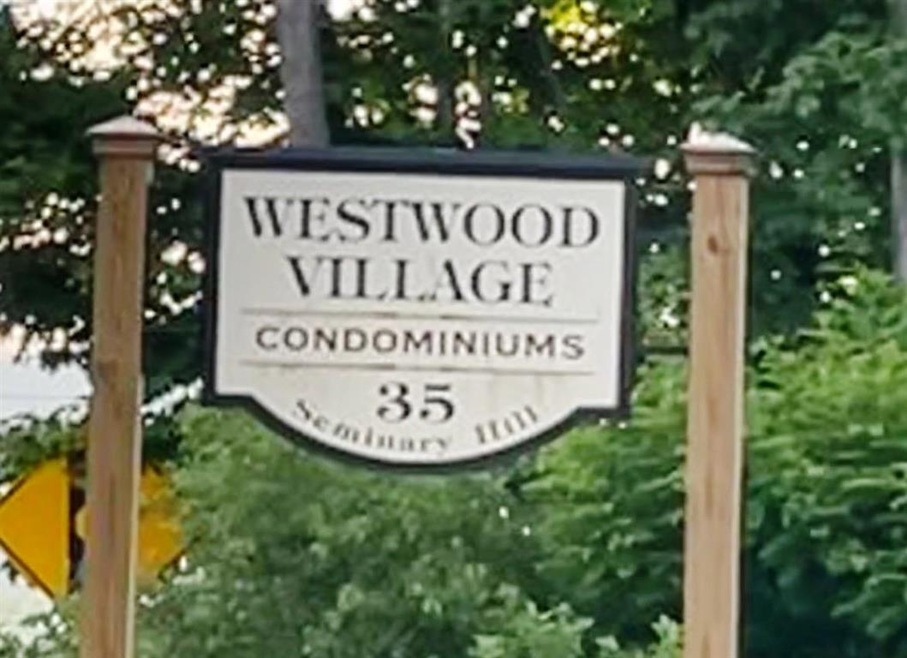 WESTWOOD
VILLAGE
CONDOMINIUMS
35
Seminary Hill